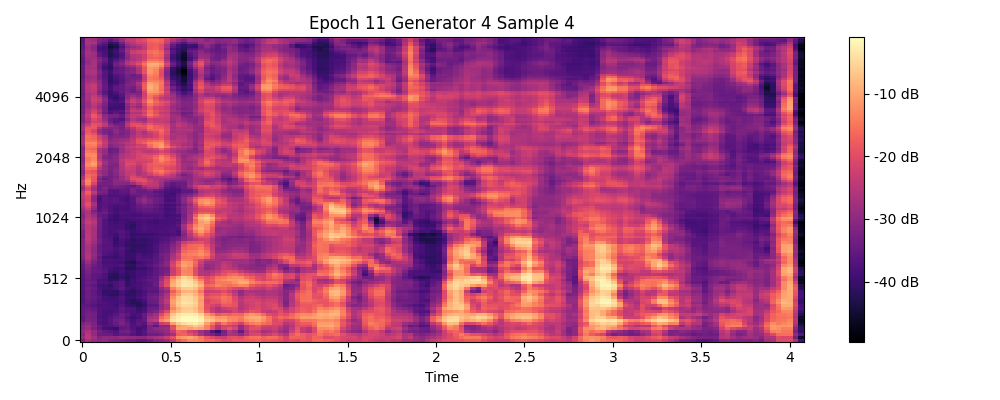 Epoch 11 Generator 4 Sample 4
Hz
4096
2048
1024
512
0
0 0.5 1 1.5 2 2.5 3 3.5 4
Time
-10 dB
-20 dB
-30 dB
-40 dB